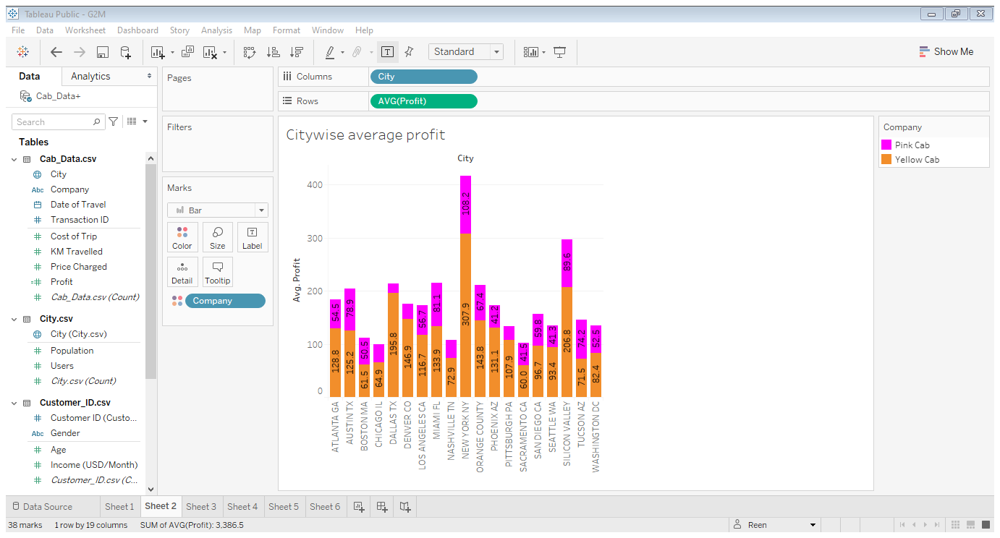 Tableau Public - G2M
File Data Worksheet Dashboard Story Analysis Map Format Window Help
Standard
Show Me
Data Analytics
Cab_Data+
Search
Tables
Cab_Data.csv
City
Abc Company
Date of Travel
Transaction ID
Cost of Trip
KM Travelled
Price Charged
Profit
Cab_Data.csv (Count)
City.csv
City (City.csv)
Population
Users
City.csv (Count)
Customer_ID.csv
Customer ID (Custo...
Abc Gender
Age
Income (USD/Month)
Customer_ID.csv (C...
Pages
Filters
Marks
Bar
Color Size Label
Detail Tooltip
Company
Columns City
Rows AVG(Profit)
Citywise average profit
City
Avg. Profit
400
300
200
100
0
54.5 78.9 50.5 56.7 81.1 108.2 67.4 41.2 41.5 59.8 41.3 89.6 74.2 52.5
128.8 125.2 61.5 64.9 195.8 146.9 116.7 133.9 72.9 307.9 143.8 131.1 107.9 60.0 96.7 93.4 206.8 71.5 82.4
ATLANTA GA
AUSTIN TX
BOSTON MA
CHICAGO IL
DALLAS TX
DENVER CO
LOS ANGELES CA
MIAMI FL
NASHVILLE TN
NEW YORK NY
ORANGE COUNTY
PHOENIX AZ
PITTSBURGH PA
SACRAMENTO CA
SAN DIEGO CA
SEATTLE WA
SILICON VALLEY
TUCSON AZ
WASHINGTON DC
Company
Pink Cab
Yellow Cab
Data Source Sheet 1 Sheet 2 Sheet 3 Sheet 4 Sheet 5 Sheet 6
38 marks 1 row by 19 columns SUM of AVG(Profit): 3,386.5 Reen